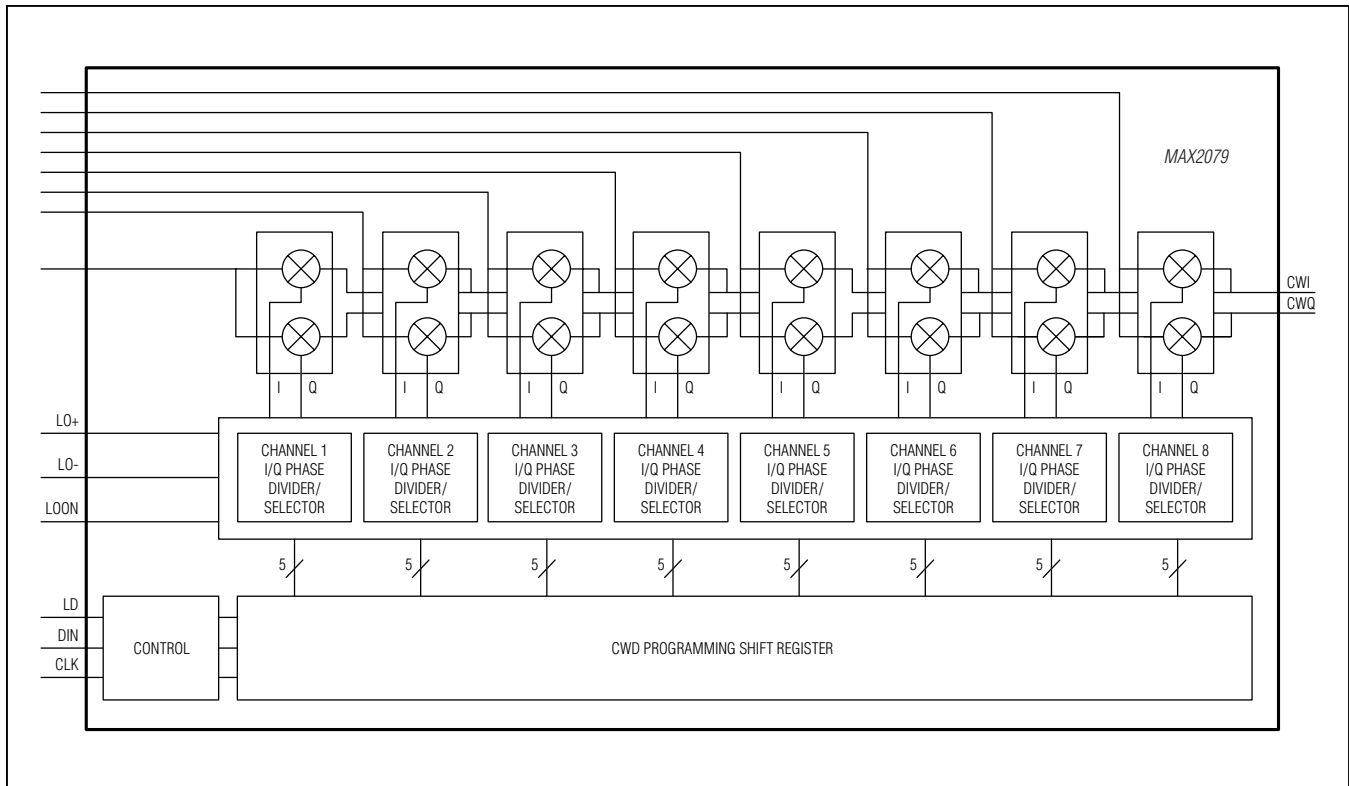 MAX2079
CWI
CWQ
I Q I Q I Q I Q I Q I Q I Q I Q
LO+
LO-
LOON
CHANNEL 1
I/Q PHASE
DIVIDER/
SELECTOR
CHANNEL 2
I/Q PHASE
DIVIDER/
SELECTOR
CHANNEL 3
I/Q PHASE
DIVIDER/
SELECTOR
CHANNEL 4
I/Q PHASE
DIVIDER/
SELECTOR
CHANNEL 5
I/Q PHASE
DIVIDER/
SELECTOR
CHANNEL 6
I/Q PHASE
DIVIDER/
SELECTOR
CHANNEL 7
I/Q PHASE
DIVIDER/
SELECTOR
CHANNEL 8
I/Q PHASE
DIVIDER/
SELECTOR
5 5 5 5 5 5 5 5
LD
DIN
CLK
CONTROL
CWD PROGRAMMING SHIFT REGISTER